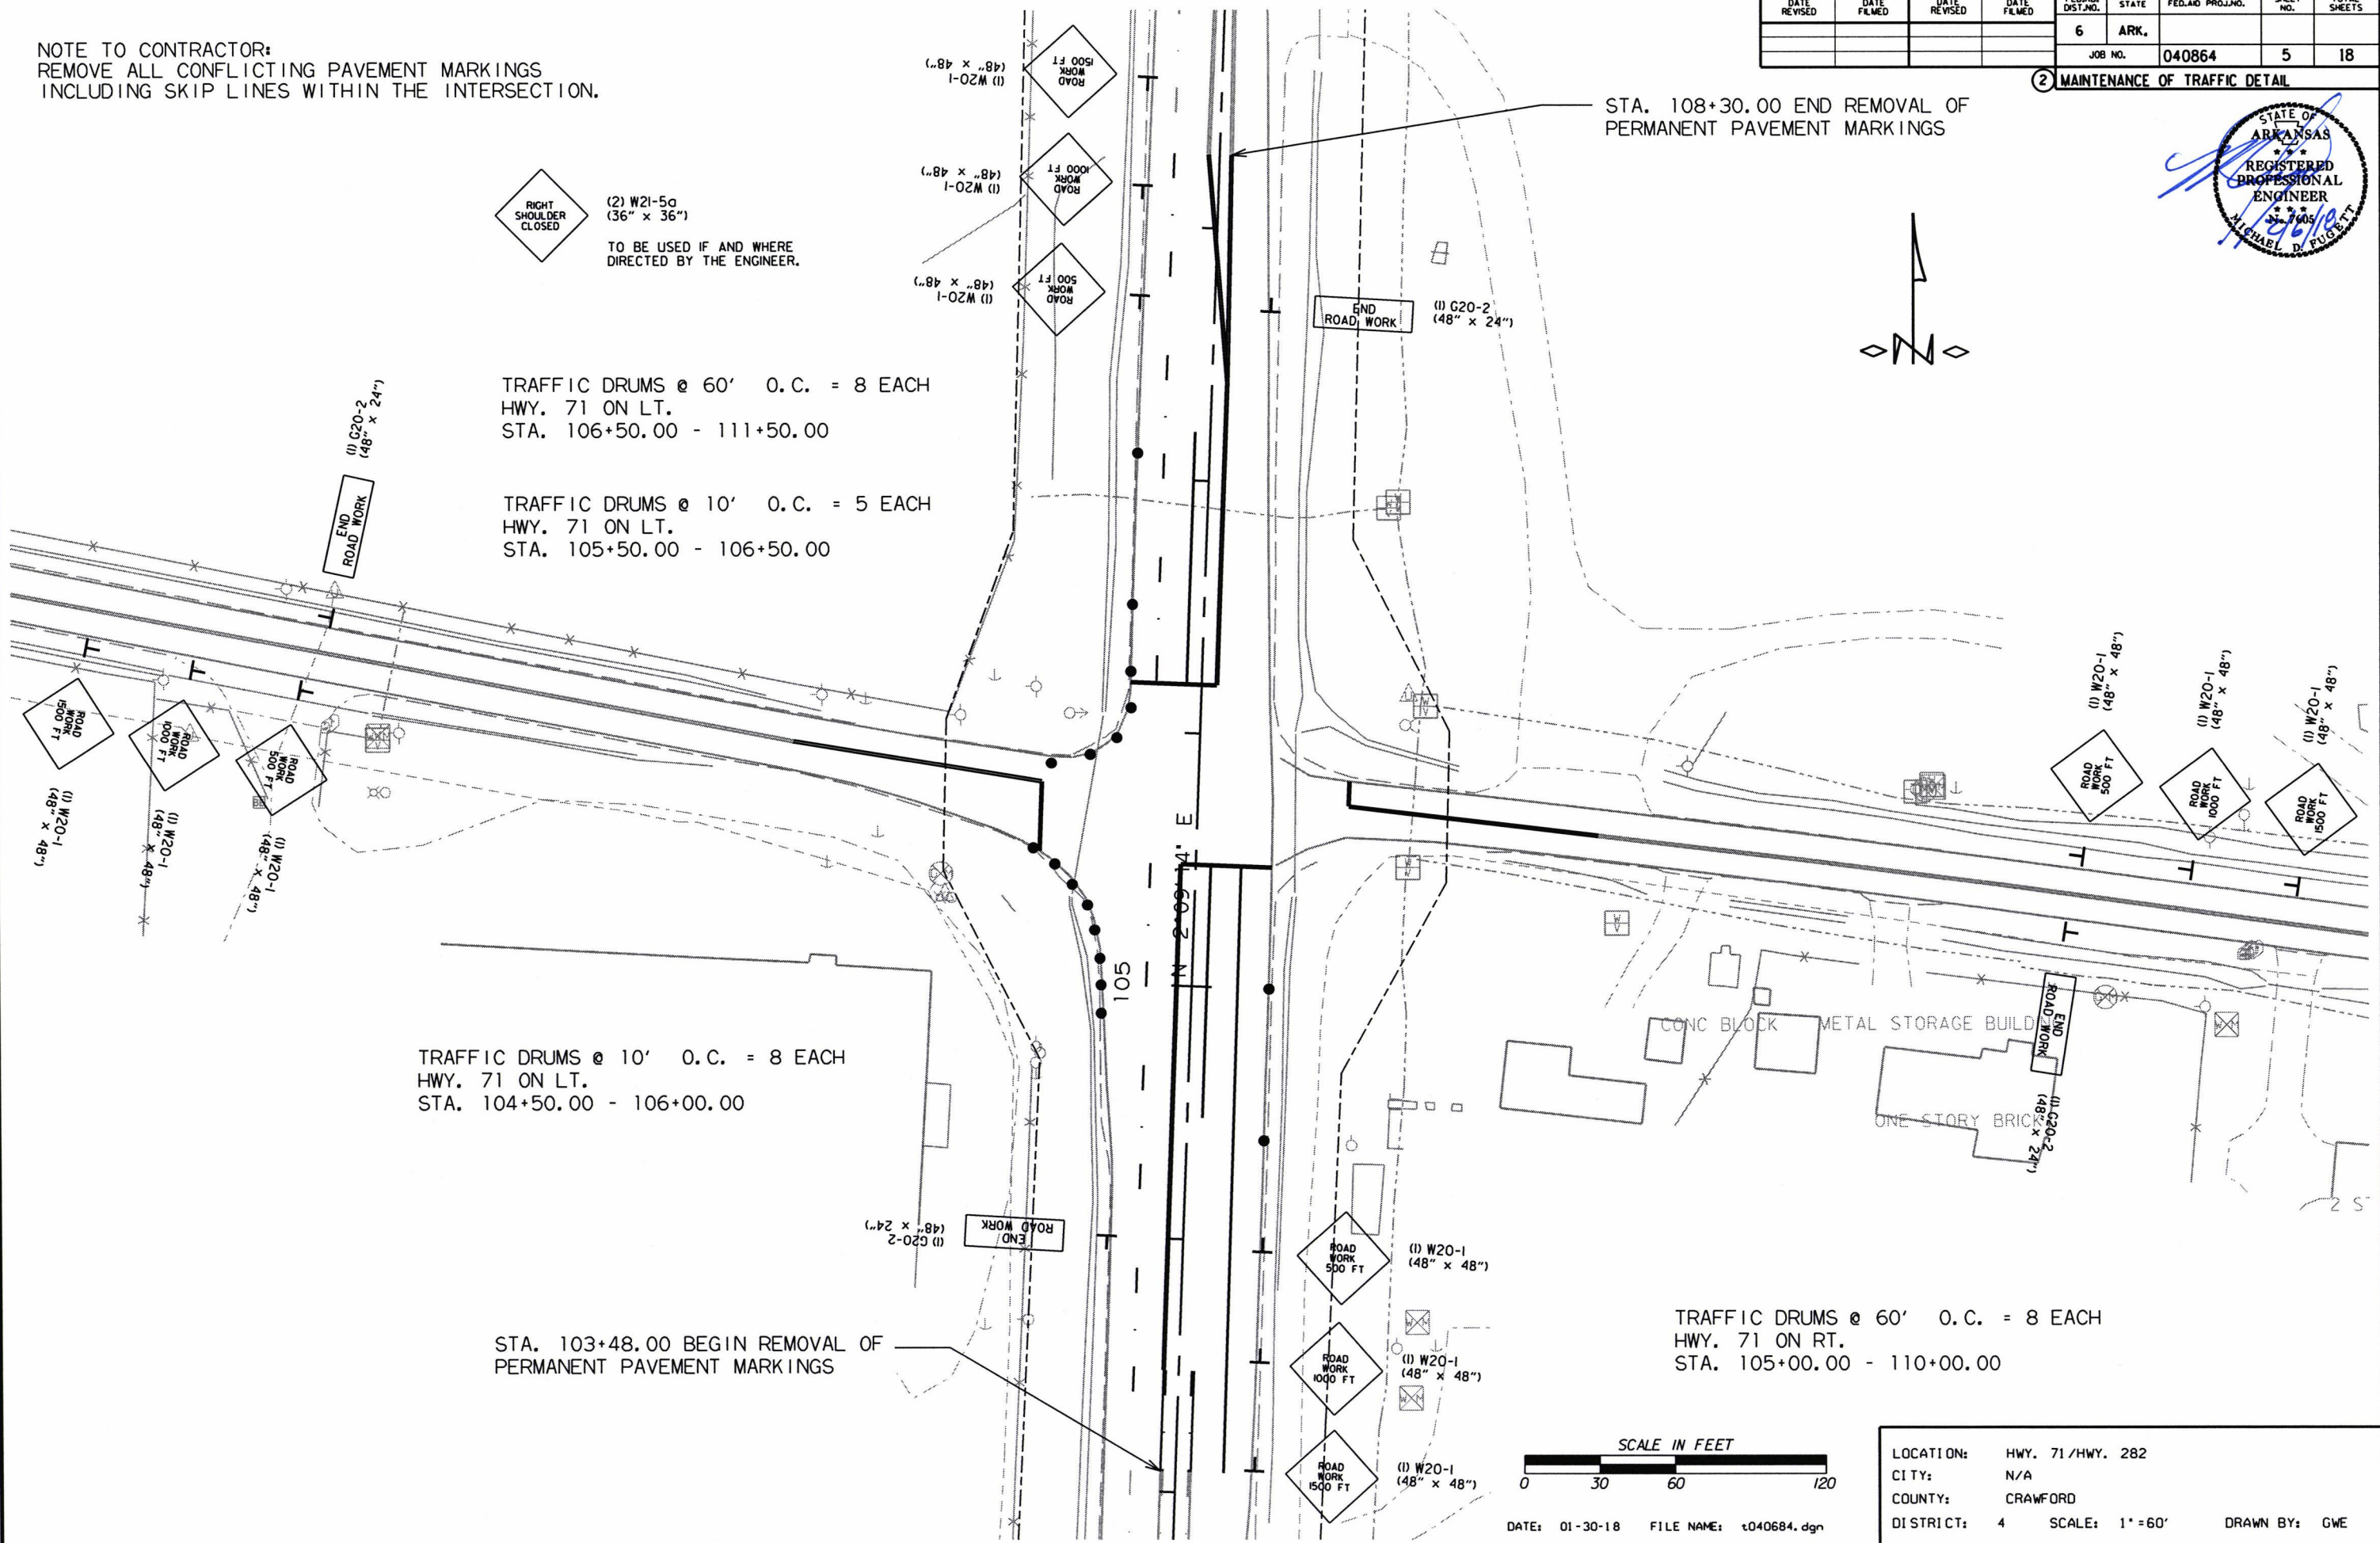 NOTE TO CONTRACTOR:
REMOVE ALL CONFLICTING PAVEMENT MARKINGS
INCLUDING SKIP LINES WITHIN THE INTERSECTION.
DATE REVISED
DATE FILMED
DATE REVISED
DATE FILMED
DIST.NO.
STATE
FED.AID PROJ.NO.
NO.
SHEETS
6
ARK.
JOB NO.
040864
5
18
2 MAINTENANCE OF TRAFFIC DETAIL
STATE OF
ARKANSAS
★ ★ ★
REGISTERED
PROFESSIONAL
ENGINEER
★ ★ ★
No. 7605
MICHAEL D. FUGETT
2/6/18
STA. 108+30.00 END REMOVAL OF
PERMANENT PAVEMENT MARKINGS
ROAD
WORK
1500 FT
(1) W20-1
(48" × 48")
ROAD
WORK
1000 FT
(1) W20-1
(48" × 48")
ROAD
WORK
500 FT
(1) W20-1
(48" × 48")
RIGHT
SHOULDER
CLOSED
(2) W21-5a
(36" × 36")
TO BE USED IF AND WHERE
DIRECTED BY THE ENGINEER.
END
ROAD WORK
(1) G20-2
(48" × 24")
N
TRAFFIC DRUMS @ 60' O.C. = 8 EACH
HWY. 71 ON LT.
STA. 106+50.00 - 111+50.00
TRAFFIC DRUMS @ 10' O.C. = 5 EACH
HWY. 71 ON LT.
STA. 105+50.00 - 106+50.00
(1) G20-2
(48" × 24")
END
ROAD WORK
ROAD
WORK
1500 FT
(1) W20-1
(48" × 48")
ROAD
WORK
1000 FT
(1) W20-1
(48" × 48")
ROAD
WORK
500 FT
(1) W20-1
(48" × 48")
(1) W20-1
(48" × 48")
ROAD
WORK
500 FT
(1) W20-1
(48" × 48")
ROAD
WORK
1000 FT
(1) W20-1
(48" × 48")
ROAD
WORK
1500 FT
N 2°09'14" E
105
CONC BLOCK
METAL STORAGE BUILD
ONE STORY BRICK
END
ROAD WORK
(1) G20-2
(48" × 24")
2 S
TRAFFIC DRUMS @ 10' O.C. = 8 EACH
HWY. 71 ON LT.
STA. 104+50.00 - 106+00.00
END
ROAD WORK
(1) G20-2
(48" × 24")
ROAD
WORK
500 FT
(1) W20-1
(48" × 48")
ROAD
WORK
1000 FT
(1) W20-1
(48" × 48")
ROAD
WORK
1500 FT
(1) W20-1
(48" × 48")
STA. 103+48.00 BEGIN REMOVAL OF
PERMANENT PAVEMENT MARKINGS
TRAFFIC DRUMS @ 60' O.C. = 8 EACH
HWY. 71 ON RT.
STA. 105+00.00 - 110+00.00
SCALE IN FEET
0 30 60 120
DATE: 01-30-18 FILE NAME: t040684.dgn
LOCATION: HWY. 71/HWY. 282
CITY: N/A
COUNTY: CRAWFORD
DISTRICT: 4 SCALE: 1"=60' DRAWN BY: GWE